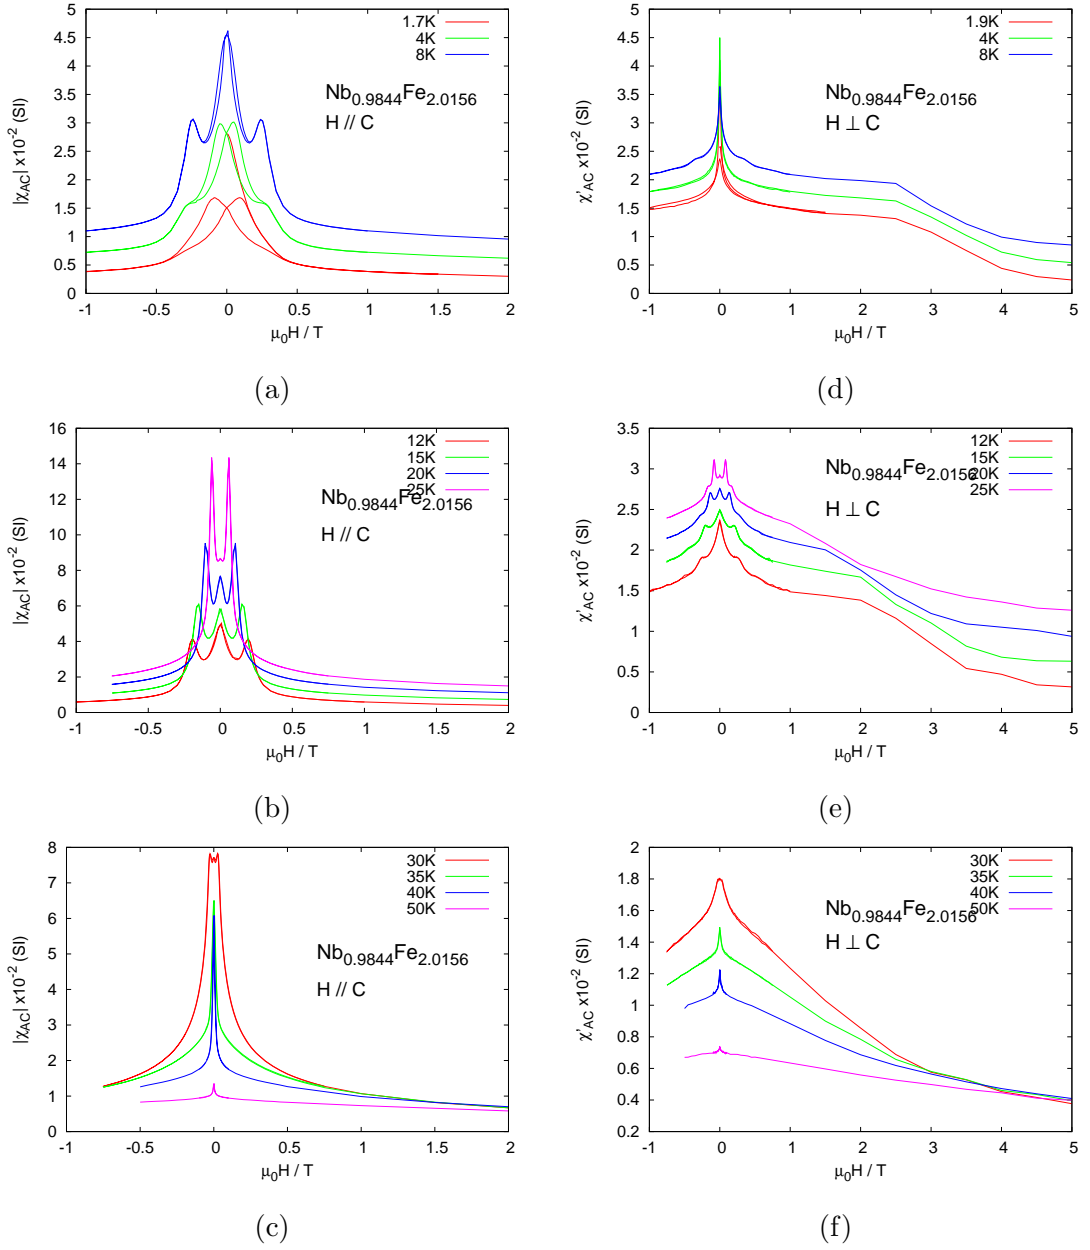 1.7K
4K
8K
Nb0.9844Fe2.0156
H // C
|χAC| x10-2 (SI)
0
0.5
1
1.5
2
2.5
3
3.5
4
4.5
5
-1
-0.5
0
0.5
1
1.5
2
μ0H / T
(a)
1.9K
4K
8K
Nb0.9844Fe2.0156
H ⊥ C
χ'AC x10-2 (SI)
0
0.5
1
1.5
2
2.5
3
3.5
4
4.5
5
-1
0
1
2
3
4
5
μ0H / T
(d)
12K
15K
20K
25K
Nb0.9844Fe2.0156
H // C
|χAC| x10-2 (SI)
0
2
4
6
8
10
12
14
16
-1
-0.5
0
0.5
1
1.5
2
μ0H / T
(b)
12K
15K
20K
25K
Nb0.9844Fe2.0156
H ⊥ C
χ'AC x10-2 (SI)
0
0.5
1
1.5
2
2.5
3
3.5
-1
0
1
2
3
4
5
μ0H / T
(e)
30K
35K
40K
50K
Nb0.9844Fe2.0156
H // C
|χAC| x10-2 (SI)
0
1
2
3
4
5
6
7
8
-1
-0.5
0
0.5
1
1.5
2
μ0H / T
(c)
30K
35K
40K
50K
Nb0.9844Fe2.0156
H ⊥ C
χ'AC x10-2 (SI)
0.2
0.4
0.6
0.8
1
1.2
1.4
1.6
1.8
2
-1
0
1
2
3
4
5
μ0H / T
(f)